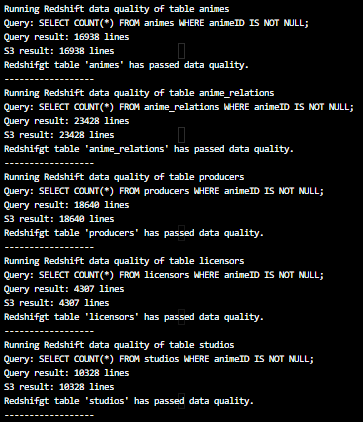 Running Redshift data quality of table animes
Query: SELECT COUNT(*) FROM animes WHERE animeID IS NOT NULL;
Query result: 16938 lines
S3 result: 16938 lines
Redshifgt table 'animes' has passed data quality.
------------------
Running Redshift data quality of table anime_relations
Query: SELECT COUNT(*) FROM anime_relations WHERE animeID IS NOT NULL;
Query result: 23428 lines
S3 result: 23428 lines
Redshifgt table 'anime_relations' has passed data quality.
------------------
Running Redshift data quality of table producers
Query: SELECT COUNT(*) FROM producers WHERE animeID IS NOT NULL;
Query result: 18640 lines
S3 result: 18640 lines
Redshifgt table 'producers' has passed data quality.
------------------
Running Redshift data quality of table licensors
Query: SELECT COUNT(*) FROM licensors WHERE animeID IS NOT NULL;
Query result: 4307 lines
S3 result: 4307 lines
Redshifgt table 'licensors' has passed data quality.
------------------
Running Redshift data quality of table studios
Query: SELECT COUNT(*) FROM studios WHERE animeID IS NOT NULL;
Query result: 10328 lines
S3 result: 10328 lines
Redshifgt table 'studios' has passed data quality.
------------------